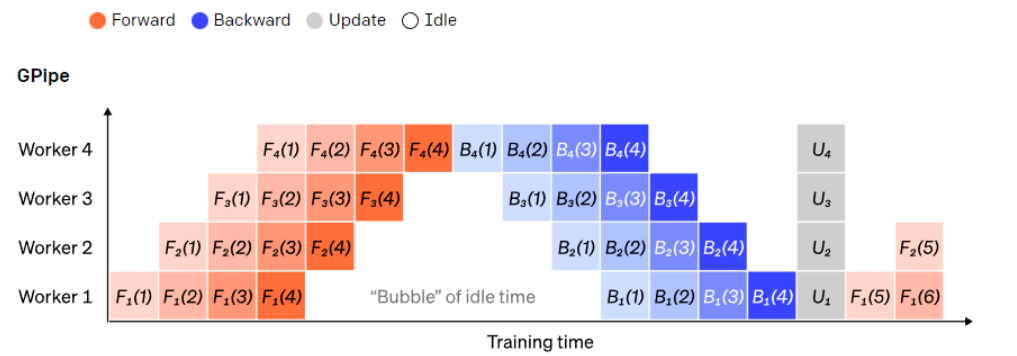 Forward Backward Update Idle
GPipe
Worker 4 F₄(1) F₄(2) F₄(3) F₄(4) B₄(1) B₄(2) B₄(3) B₄(4) U₄
Worker 3 F₃(1) F₃(2) F₃(3) F₃(4) B₃(1) B₃(2) B₃(3) B₃(4) U₃
Worker 2 F₂(1) F₂(2) F₂(3) F₂(4) B₂(1) B₂(2) B₂(3) B₂(4) U₂ F₂(5)
Worker 1 F₁(1) F₁(2) F₁(3) F₁(4) “Bubble” of idle time B₁(1) B₁(2) B₁(3) B₁(4) U₁ F₁(5) F₁(6)
Training time